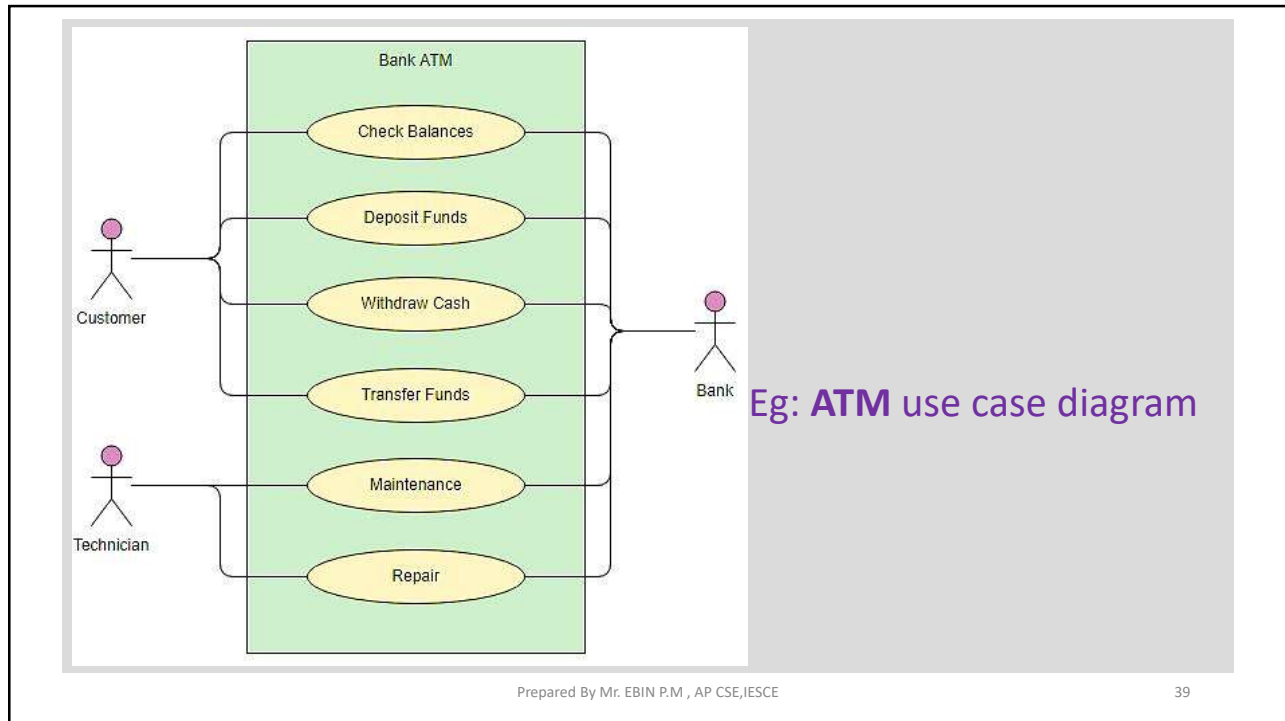 Bank ATM
Check Balances
Deposit Funds
Withdraw Cash
Transfer Funds
Maintenance
Repair
Customer
Technician
Bank
Eg: ATM use case diagram
Prepared By Mr. EBIN P.M , AP CSE,IESCE
39